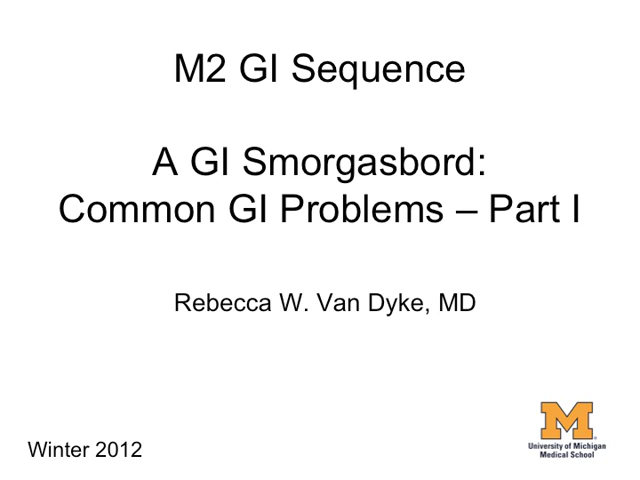 M2 GI Sequence
A GI Smorgasbord:
Common GI Problems – Part I
Rebecca W. Van Dyke, MD
Winter 2012
M
University of Michigan
Medical School